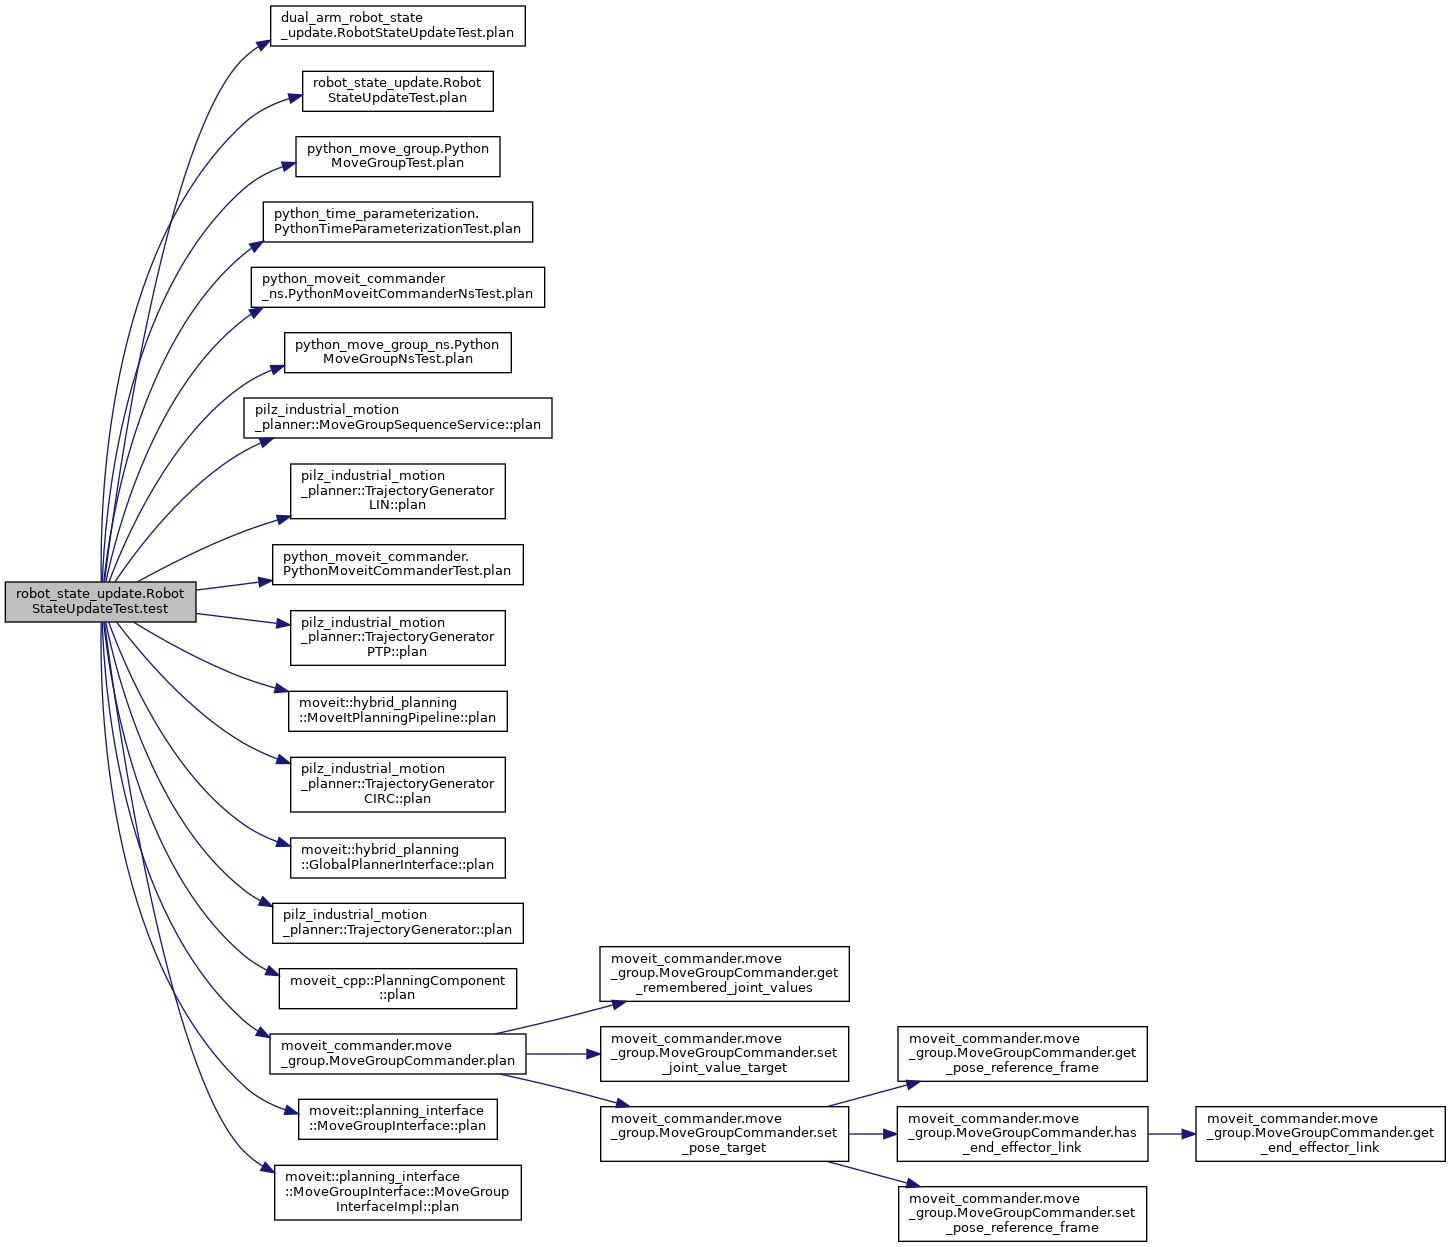 dual_arm_robot_state
_update.RobotStateUpdateTest.plan
robot_state_update.Robot
StateUpdateTest.plan
python_move_group.Python
MoveGroupTest.plan
python_time_parameterization.
PythonTimeParameterizationTest.plan
python_moveit_commander
_ns.PythonMoveitCommanderNsTest.plan
python_move_group_ns.Python
MoveGroupNsTest.plan
pilz_industrial_motion
_planner::MoveGroupSequenceService::plan
pilz_industrial_motion
_planner::TrajectoryGenerator
LIN::plan
python_moveit_commander.
PythonMoveitCommanderTest.plan
robot_state_update.Robot
StateUpdateTest.test
pilz_industrial_motion
_planner::TrajectoryGenerator
PTP::plan
moveit::hybrid_planning
::MoveItPlanningPipeline::plan
pilz_industrial_motion
_planner::TrajectoryGenerator
CIRC::plan
moveit::hybrid_planning
::GlobalPlannerInterface::plan
pilz_industrial_motion
_planner::TrajectoryGenerator::plan
moveit_cpp::PlanningComponent
::plan
moveit_commander.move
_group.MoveGroupCommander.plan
moveit::planning_interface
::MoveGroupInterface::plan
moveit::planning_interface
::MoveGroupInterface::MoveGroup
InterfaceImpl::plan
moveit_commander.move
_group.MoveGroupCommander.get
_remembered_joint_values
moveit_commander.move
_group.MoveGroupCommander.set
_joint_value_target
moveit_commander.move
_group.MoveGroupCommander.set
_pose_target
moveit_commander.move
_group.MoveGroupCommander.get
_pose_reference_frame
moveit_commander.move
_group.MoveGroupCommander.has
_end_effector_link
moveit_commander.move
_group.MoveGroupCommander.set
_pose_reference_frame
moveit_commander.move
_group.MoveGroupCommander.get
_end_effector_link